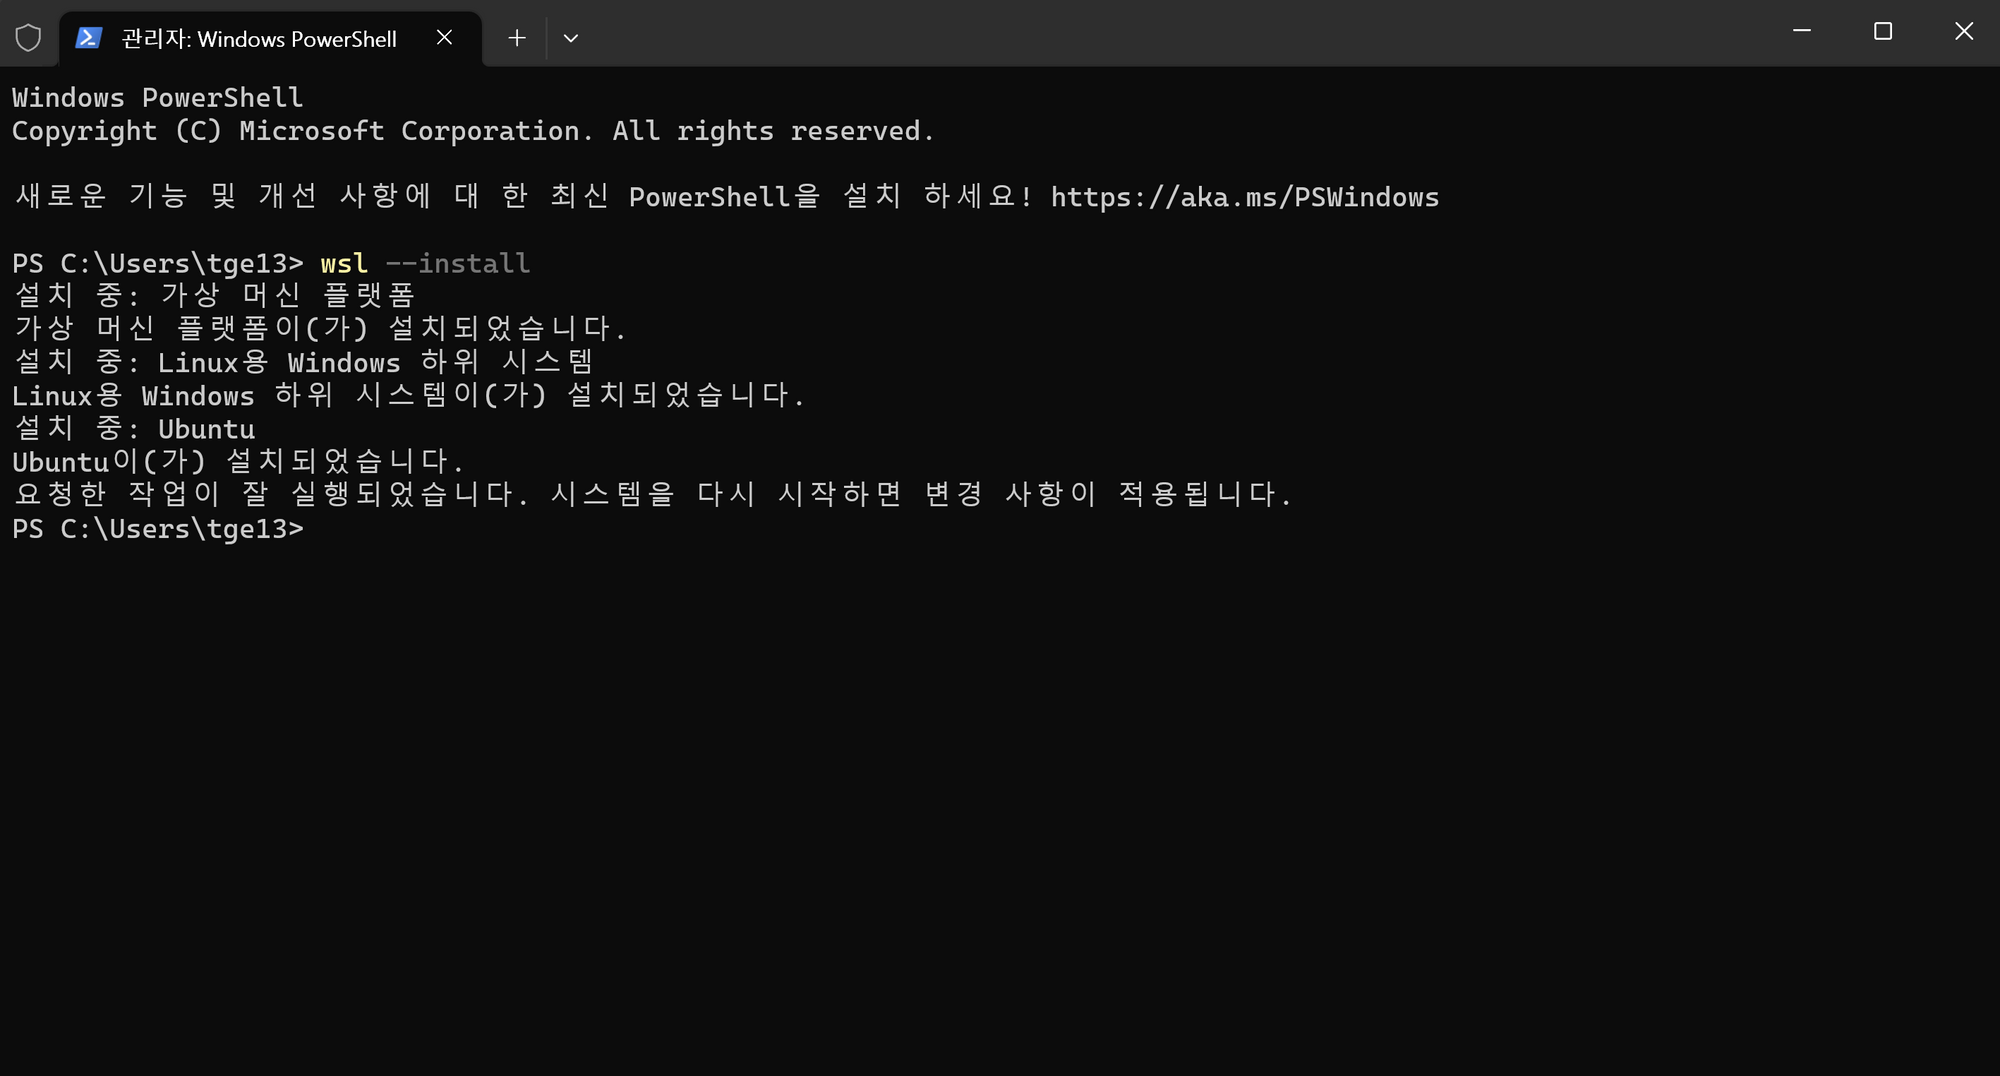 관리자: Windows PowerShell
Windows PowerShell
Copyright (C) Microsoft Corporation. All rights reserved.
새로운 기능 및 개선 사항에 대 한 최신 PowerShell을 설치 하세요! https://aka.ms/PSWindows
PS C:\Users\tge13> wsl --install
설치 중: 가상 머신 플랫폼
가상 머신 플랫폼이(가) 설치되었습니다.
설치 중: Linux용 Windows 하위 시스템
Linux용 Windows 하위 시스템이(가) 설치되었습니다.
설치 중: Ubuntu
Ubuntu이(가) 설치되었습니다.
요청한 작업이 잘 실행되었습니다. 시스템을 다시 시작하면 변경 사항이 적용됩니다.
PS C:\Users\tge13>